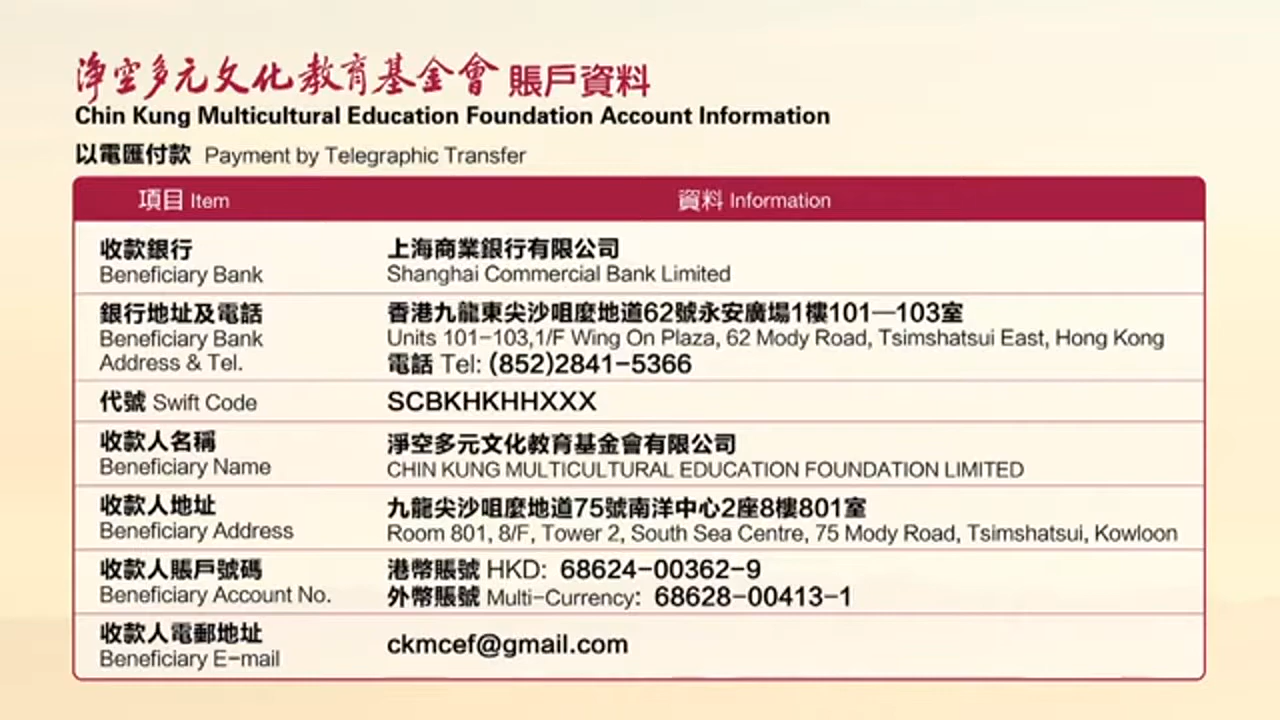 淨空多元文化教育基金會 賬戶資料
Chin Kung Multicultural Education Foundation Account Information
以電匯付款 Payment by Telegraphic Transfer
項目 Item 資料 Information
收款銀行 上海商業銀行有限公司
Beneficiary Bank Shanghai Commercial Bank Limited
銀行地址及電話 香港九龍東尖沙咀麼地道62號永安廣場1樓101—103室
Beneficiary Bank Units 101-103,1/F Wing On Plaza, 62 Mody Road, Tsimshatsui East, Hong Kong
Address & Tel. 電話 Tel: (852)2841-5366
代號 Swift Code SCBKHKHHXXX
收款人名稱 淨空多元文化教育基金會有限公司
Beneficiary Name CHIN KUNG MULTICULTURAL EDUCATION FOUNDATION LIMITED
收款人地址 九龍尖沙咀麼地道75號南洋中心2座8樓801室
Beneficiary Address Room 801, 8/F, Tower 2, South Sea Centre, 75 Mody Road, Tsimshatsui, Kowloon
收款人賬戶號碼 港幣賬號 HKD: 68624-00362-9
Beneficiary Account No. 外幣賬號 Multi-Currency: 68628-00413-1
收款人電郵地址
Beneficiary E-mail ckmcef@gmail.com